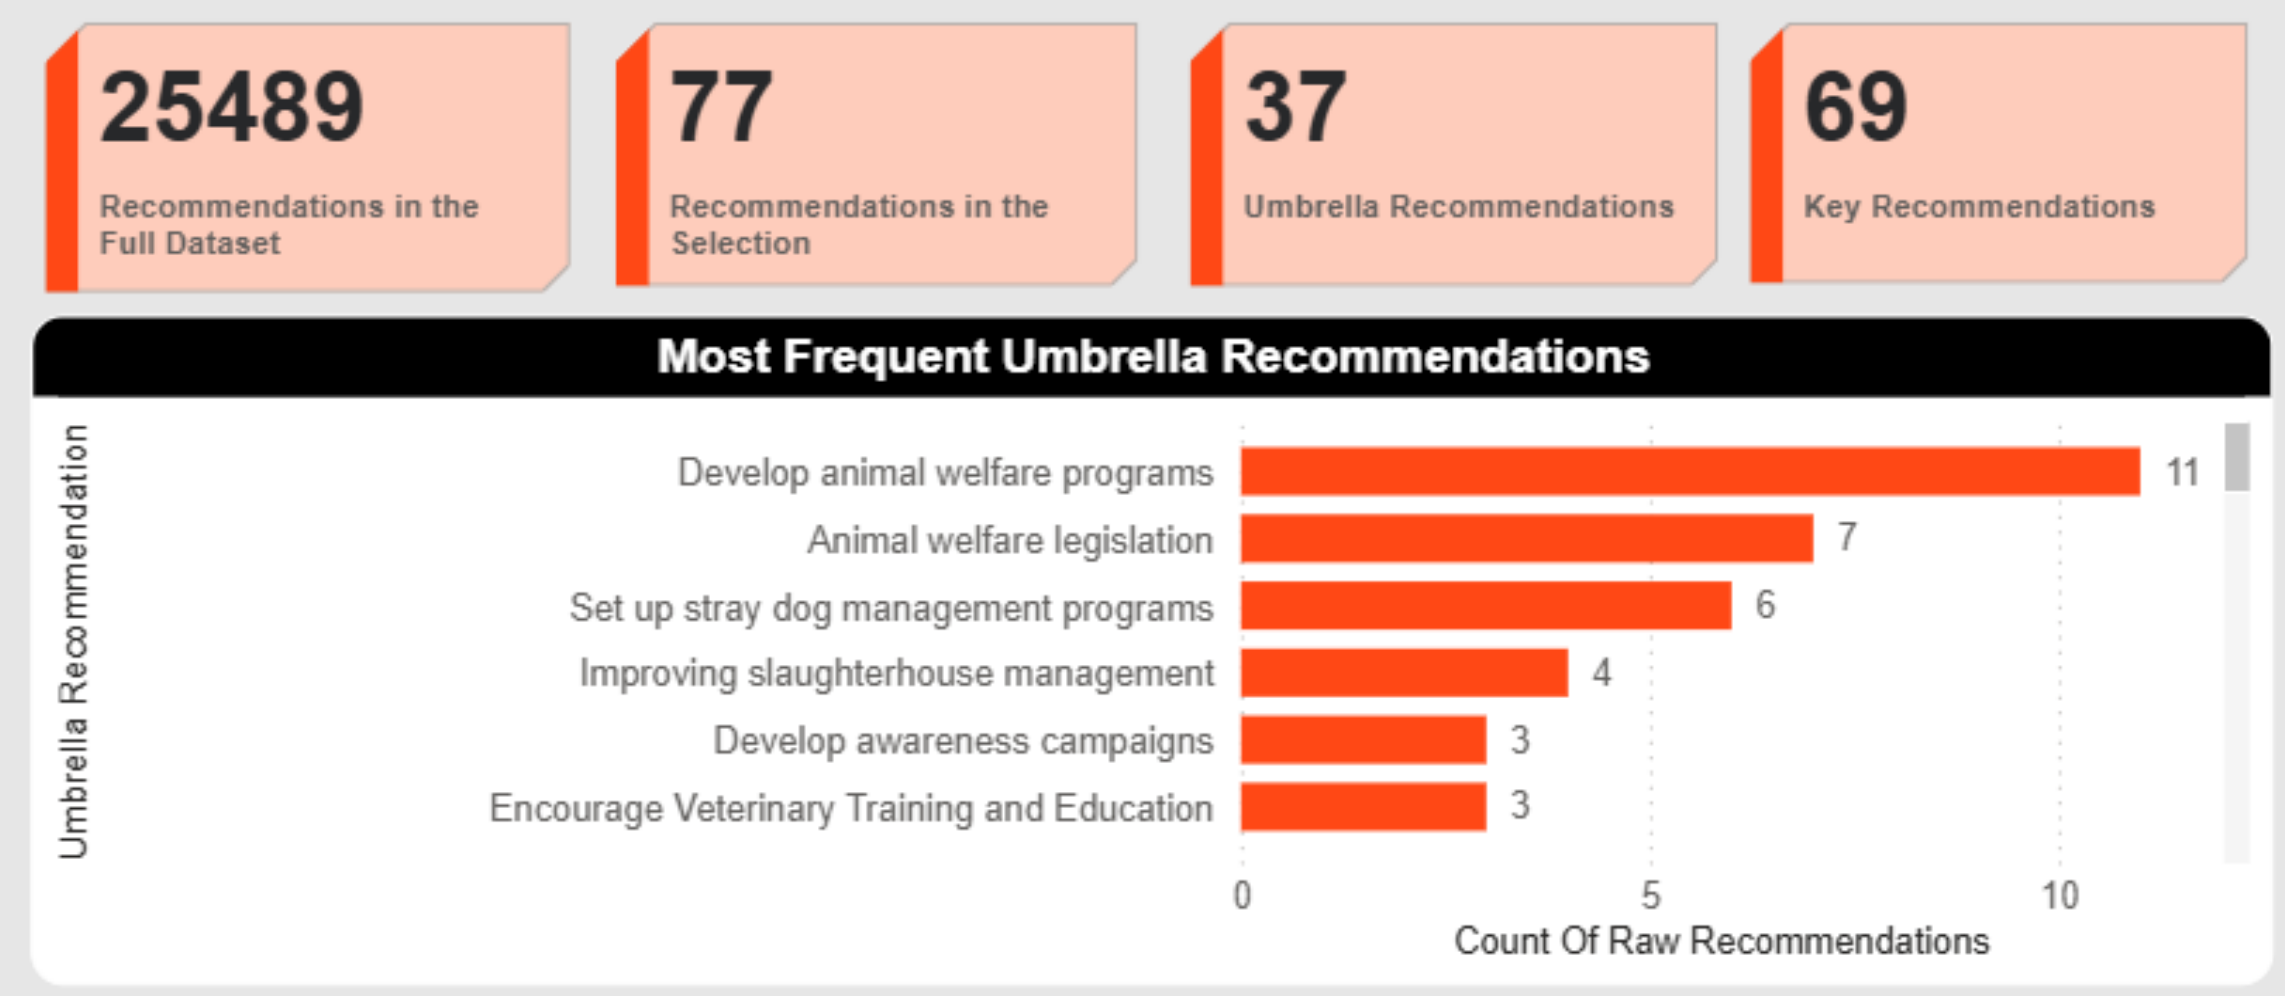 25489
Recommendations in the
Full Dataset
77
Recommendations in the
Selection
37
Umbrella Recommendations
69
Key Recommendations
Most Frequent Umbrella Recommendations
Umbrella Recommendation
Develop animal welfare programs 11
Animal welfare legislation 7
Set up stray dog management programs 6
Improving slaughterhouse management 4
Develop awareness campaigns 3
Encourage Veterinary Training and Education 3
0 5 10
Count Of Raw Recommendations